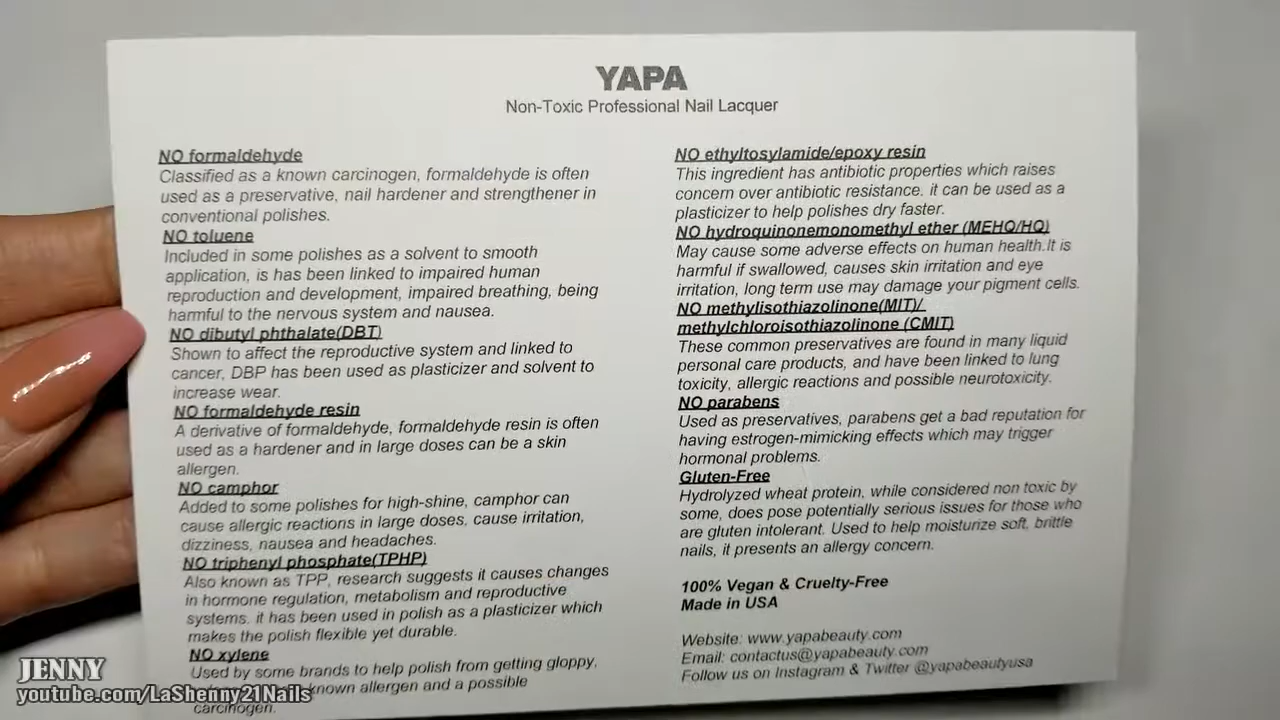 YAPA
Non-Toxic Professional Nail Lacquer
NO formaldehyde
Classified as a known carcinogen, formaldehyde is often
used as a preservative, nail hardener and strengthener in
conventional polishes.
NO toluene
Included in some polishes as a solvent to smooth
application, is has been linked to impaired human
reproduction and development, impaired breathing, being
harmful to the nervous system and nausea.
NO dibutyl phthalate(DBT)
Shown to affect the reproductive system and linked to
cancer, DBP has been used as plasticizer and solvent to
increase wear.
NO formaldehyde resin
A derivative of formaldehyde, formaldehyde resin is often
used as a hardener and in large doses can be a skin
allergen.
NO camphor
Added to some polishes for high-shine, camphor can
cause allergic reactions in large doses, cause irritation,
dizziness, nausea and headaches.
NO triphenyl phosphate(TPHP)
Also known as TPP, research suggests it causes changes
in hormone regulation, metabolism and reproductive
systems. it has been used in polish as a plasticizer which
makes the polish flexible yet durable.
NO xylene
Used by some brands to help polish from getting gloppy,
known allergen and a possible
carcinogen.
NO ethyltosylamide/epoxy resin
This ingredient has antibiotic properties which raises
concern over antibiotic resistance. it can be used as a
plasticizer to help polishes dry faster.
NO hydroquinonemonomethyl ether (MEHQ/HQ)
May cause some adverse effects on human health.It is
harmful if swallowed, causes skin irritation and eye
irritation, long term use may damage your pigment cells.
NO methylisothiazolinone(MIT)/
methylchloroisothiazolinone (CMIT)
These common preservatives are found in many liquid
personal care products, and have been linked to lung
toxicity, allergic reactions and possible neurotoxicity.
NO parabens
Used as preservatives, parabens get a bad reputation for
having estrogen-mimicking effects which may trigger
hormonal problems.
Gluten-Free
Hydrolyzed wheat protein, while considered non toxic by
some, does pose potentially serious issues for those who
are gluten intolerant. Used to help moisturize soft, brittle
nails, it presents an allergy concern.
100% Vegan & Cruelty-Free
Made in USA
Website: www.yapabeauty.com
Email: contactus@yapabeauty.com
Follow us on Instagram & Twitter @yapabeautyusa
JENNY
youtube.com/LaShenny21Nails